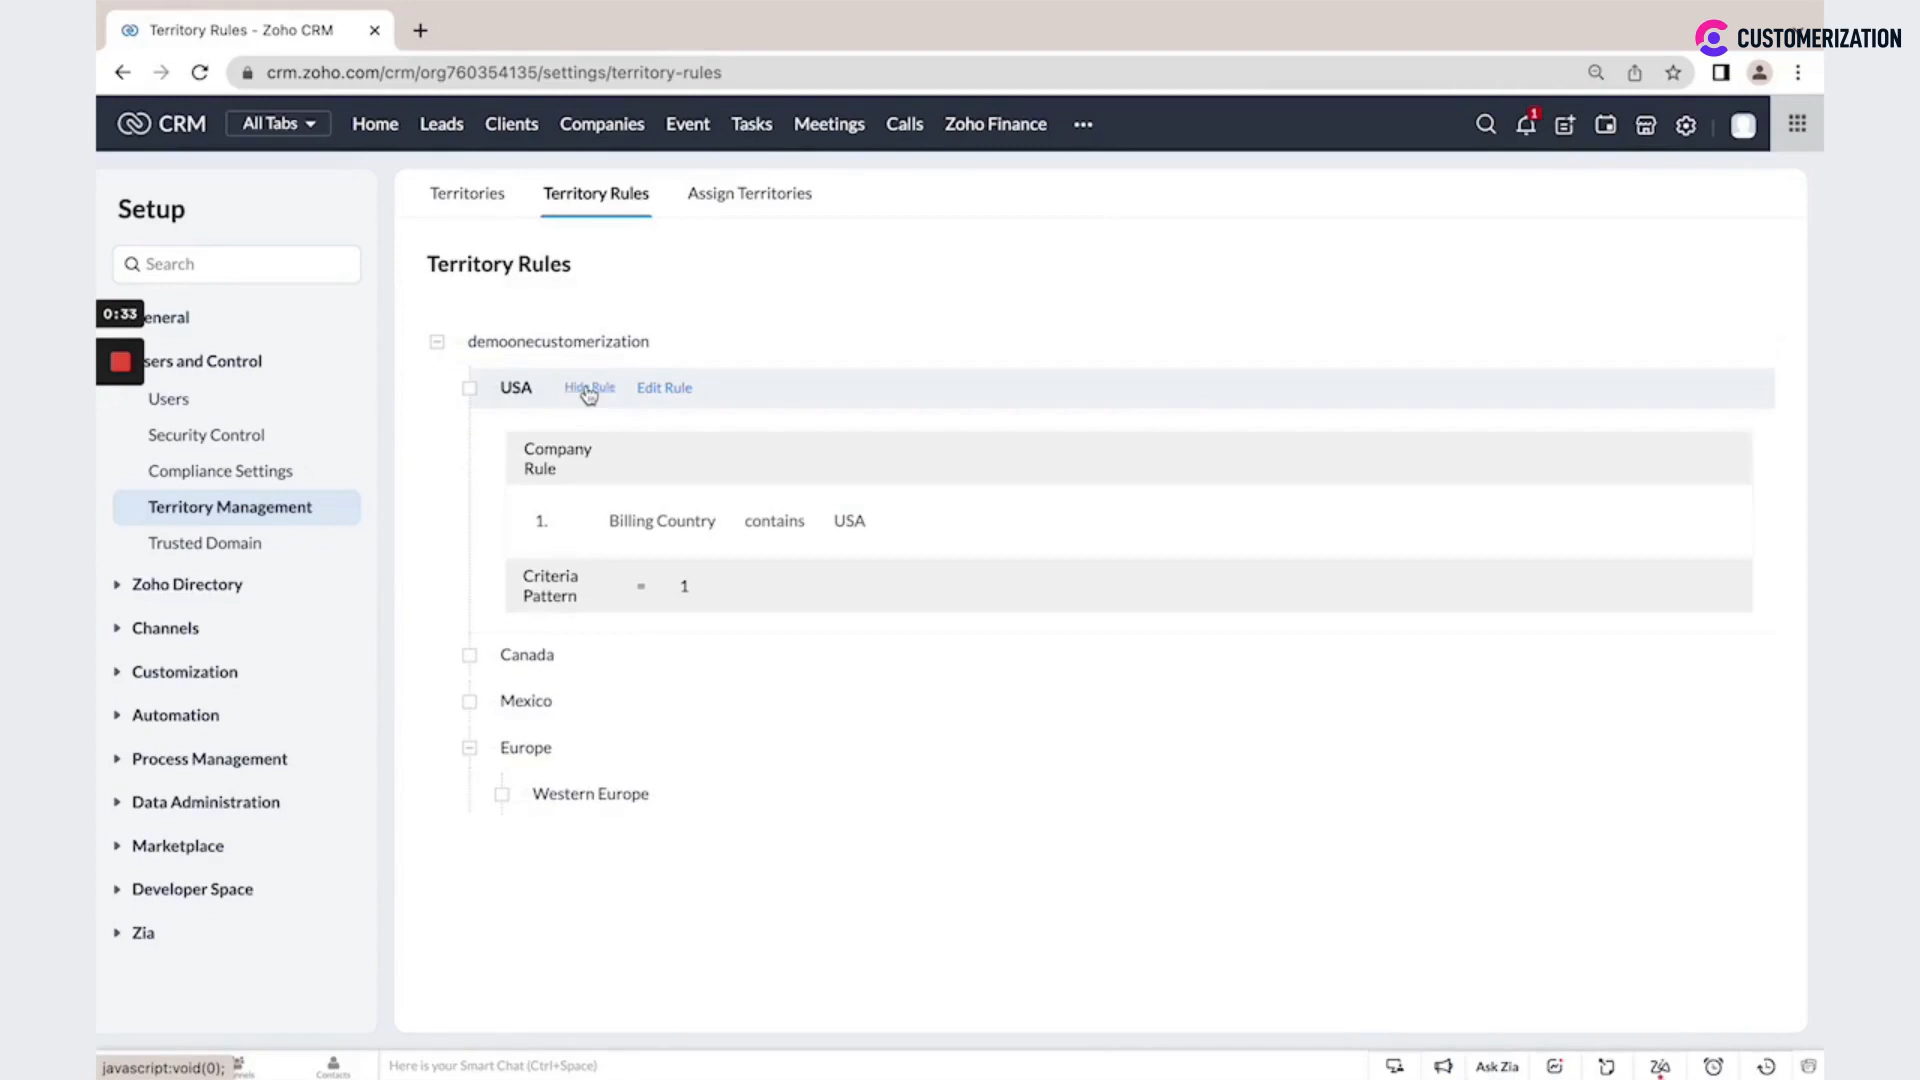 Territory Rules - Zoho CRM
CUSTOMERIZATION
crm.zoho.com/crm/org760354135/settings/territory-rules
CRM
All Tabs
Home
Leads
Clients
Companies
Event
Tasks
Meetings
Calls
Zoho Finance
1
Setup
Search
0:33
eneral
sers and Control
Users
Security Control
Compliance Settings
Territory Management
Trusted Domain
Zoho Directory
Channels
Customization
Automation
Process Management
Data Administration
Marketplace
Developer Space
Zia
Territories
Territory Rules
Assign Territories
Territory Rules
demoonecustomerization
USA
Hide Rule
Edit Rule
Company
Rule
1. Billing Country contains USA
Criteria
Pattern
= 1
Canada
Mexico
Europe
Western Europe
javascript:void(0);
Contacts
Here is your Smart Chat (Ctrl+Space)
Ask Zia